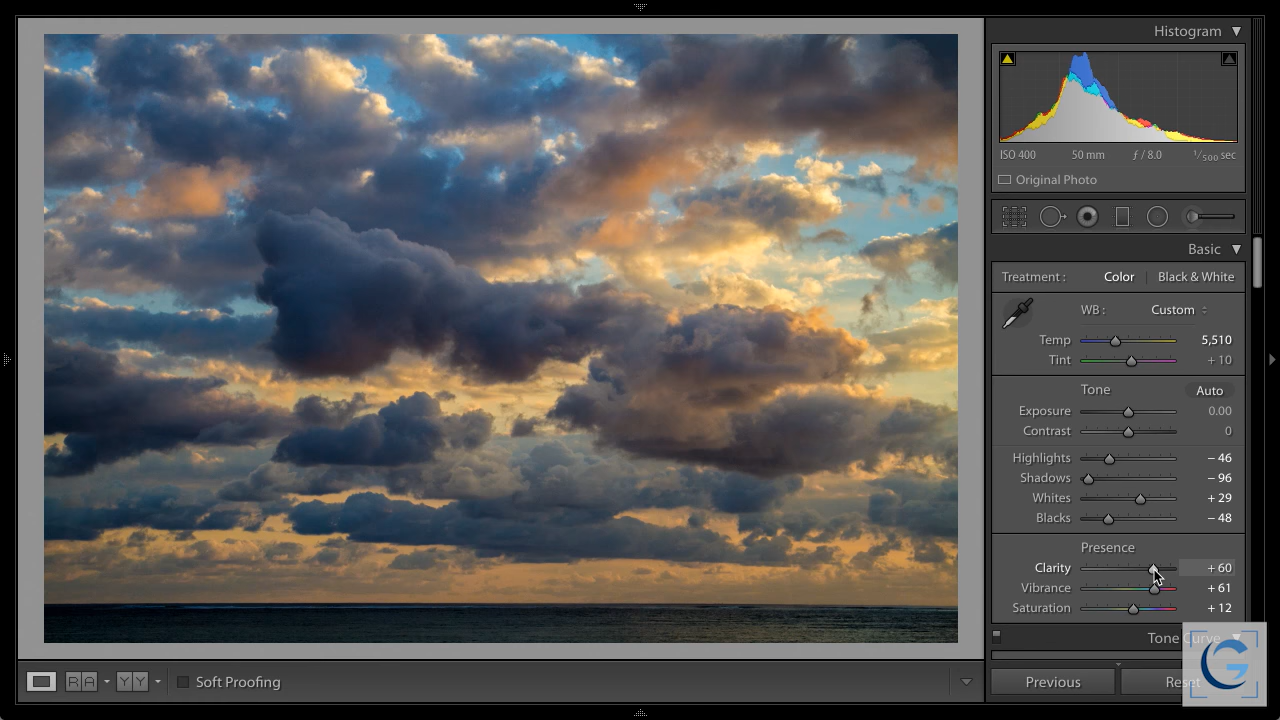 Histogram
ISO 400 50 mm ƒ / 8.0 1/500 sec
Original Photo
Basic
Treatment : Color Black & White
WB : Custom
Temp 5,510
Tint + 10
Tone Auto
Exposure 0.00
Contrast 0
Highlights − 46
Shadows − 96
Whites + 29
Blacks − 48
Presence
Clarity + 60
Vibrance + 61
Saturation + 12
Tone Curve
R A Y Y Soft Proofing
Previous Reset
G